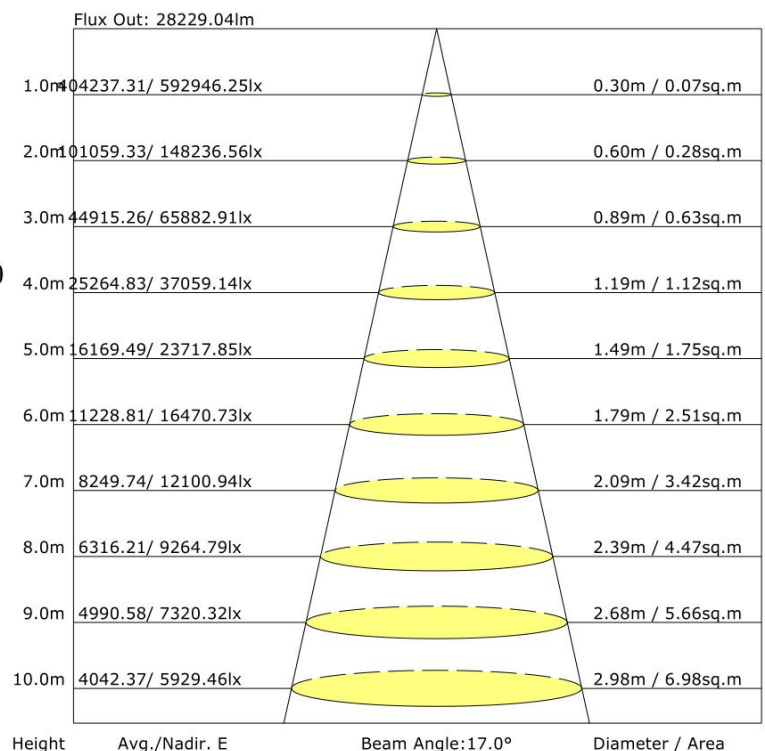 Flux Out: 28229.04lm
1.0m 404237.31/ 592946.25lx 0.30m / 0.07sq.m
2.0m 101059.33/ 148236.56lx 0.60m / 0.28sq.m
3.0m 44915.26/ 65882.91lx 0.89m / 0.63sq.m
4.0m 25264.83/ 37059.14lx 1.19m / 1.12sq.m
5.0m 16169.49/ 23717.85lx 1.49m / 1.75sq.m
6.0m 11228.81/ 16470.73lx 1.79m / 2.51sq.m
7.0m 8249.74/ 12100.94lx 2.09m / 3.42sq.m
8.0m 6316.21/ 9264.79lx 2.39m / 4.47sq.m
9.0m 4990.58/ 7320.32lx 2.68m / 5.66sq.m
10.0m 4042.37/ 5929.46lx 2.98m / 6.98sq.m
Height Avg./Nadir. E Beam Angle:17.0° Diameter / Area